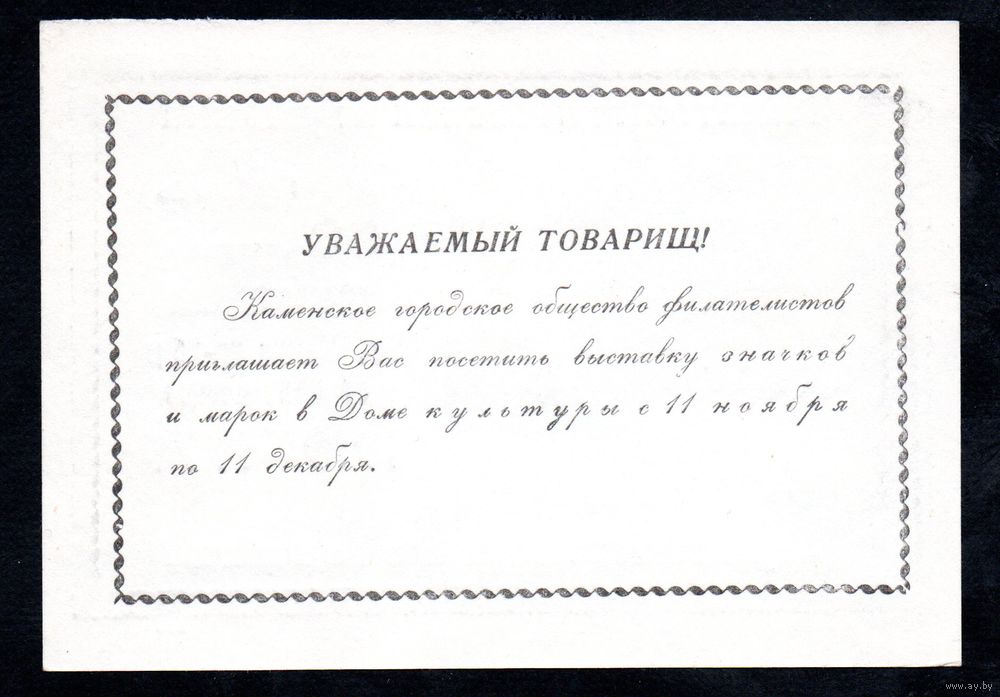 УВАЖАЕМЫЙ ТОВАРИЩ!
Каменское городское общество филателистов
приглашает Вас посетить выставку значков
и марок в Доме культуры с 11 ноября
по 11 декабря.
www.ay.by